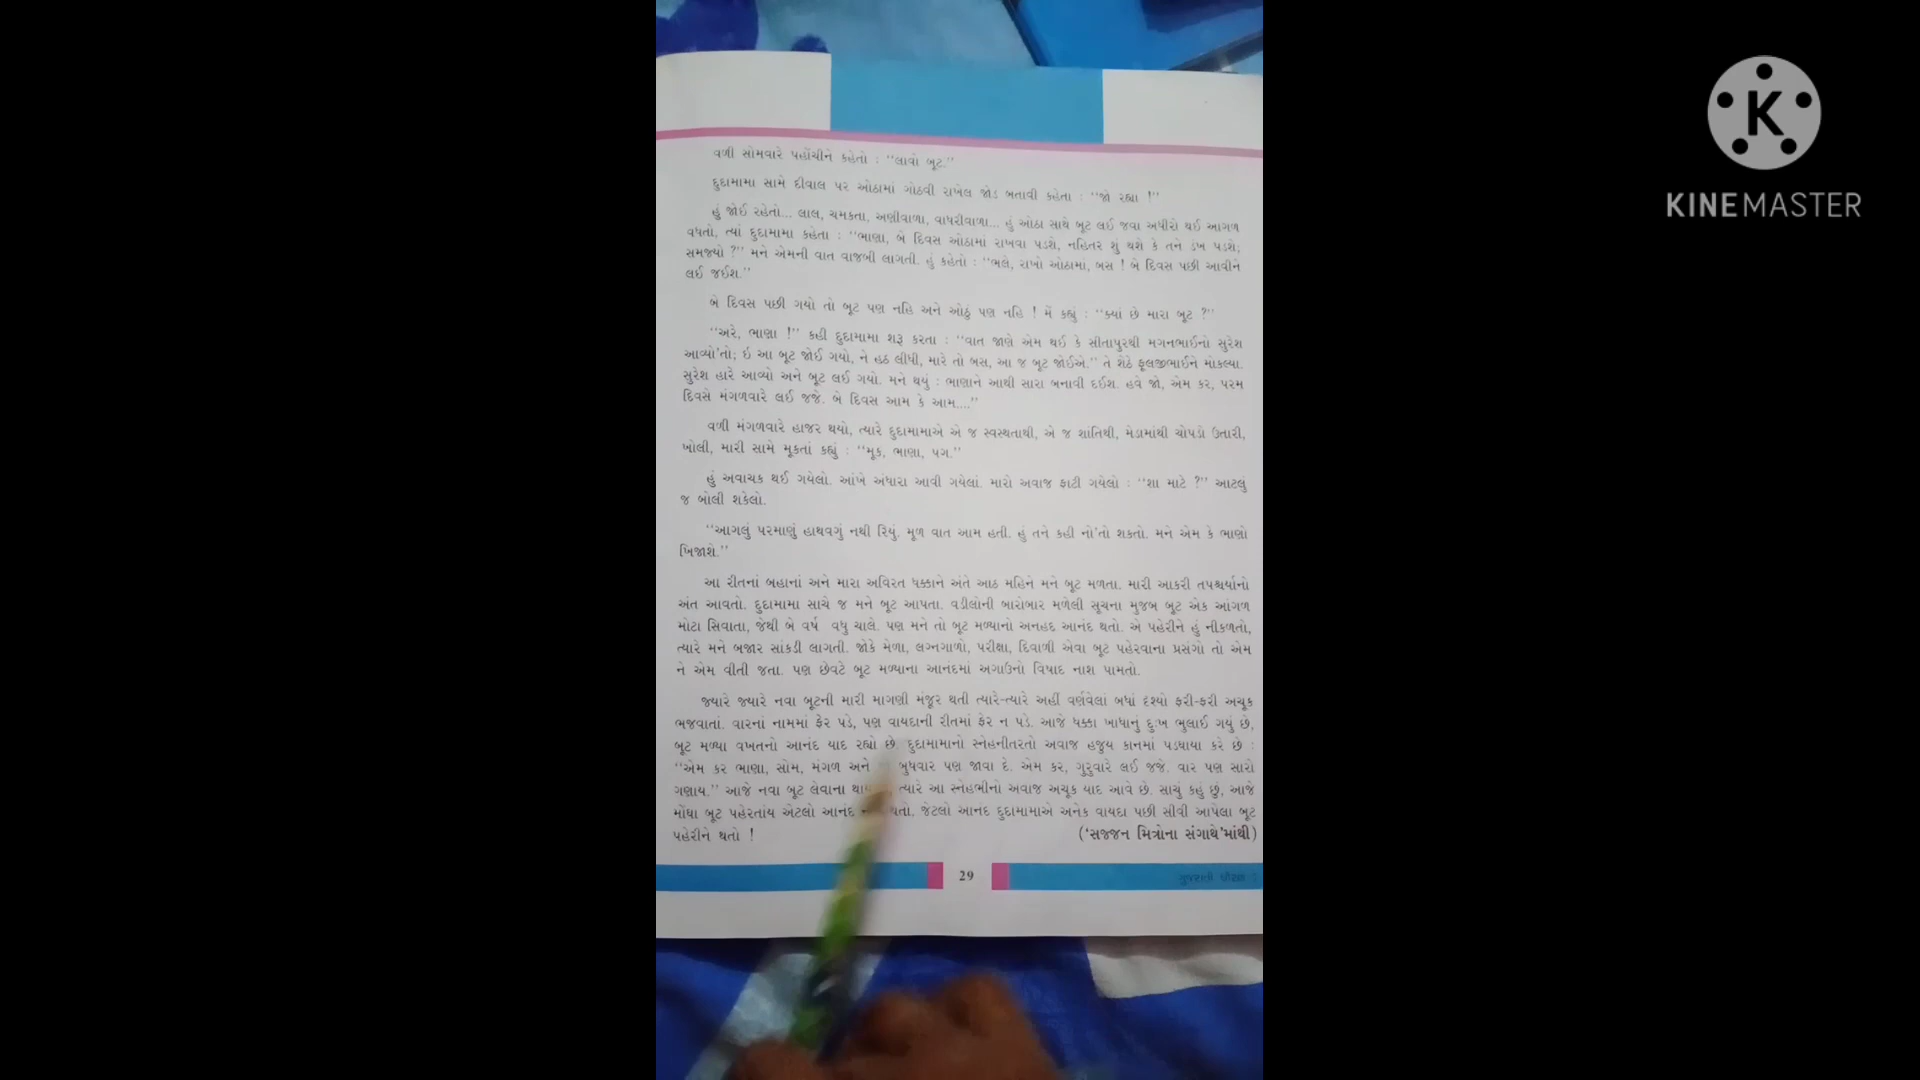 વળી સોમવારે પહોંચીને કહેતો : ‘‘લાવો બૂટ.’’
દુદામામા સામે દીવાલ પર ઓઠામાં ગોઠવી રાખેલ જોડ બતાવી કહેતા : ‘‘જો રહ્યા !’’
હું જોઈ રહેતો... લાલ, ચમકતા, અણીવાળા, વાધરીવાળા... હું ઓઠા સાથે બૂટ લઈ જવા અધીરો થઈ આગળ
વધતો, ત્યાં દુદામામા કહેતા : ‘‘ભાણા, બે દિવસ ઓઠામાં રાખવા પડશે, નહિતર શું થશે કે તને ડંખ પડશે;
સમજ્યો ?’’ મને એમની વાત વાજબી લાગતી. હું કહેતો : ‘‘ભલે, રાખો ઓઠામાં, બસ ! બે દિવસ પછી આવીને
લઈ જઈશ.’’
બે દિવસ પછી ગયો તો બૂટ પણ નહિ અને ઓઠું પણ નહિ ! મેં કહ્યું : ‘‘ક્યાં છે મારા બૂટ ?’’
‘‘અરે, ભાણા !’’ કહી દુદામામા શરૂ કરતા : ‘‘વાત જાણે એમ થઈ કે સીતાપુરથી મગનભાઈનો સુરેશ
આવ્યો’તો; ઈ આ બૂટ જોઈ ગયો, ને હઠ લીધી, મારે તો બસ, આ જ બૂટ જોઈએ.’’ તે શેઠે ફૂલજીભાઈને મોકલ્યા.
સુરેશ હારે આવ્યો અને બૂટ લઈ ગયો. મને થયું : ભાણાને આથી સારા બનાવી દઈશ. હવે જો, એમ કર, પરમ
દિવસે મંગળવારે લઈ જજે. બે દિવસ આમ કે આમ....’’
વળી મંગળવારે હાજર થયો, ત્યારે દુદામામાએ એ જ સ્વસ્થતાથી, એ જ શાંતિથી, મેડામાંથી ચોપડો ઉતારી,
ખોલી, મારી સામે મૂકતાં કહ્યું : ‘‘મૂક, ભાણા, પગ.’’
હું અવાચક થઈ ગયેલો. આંખે અંધારા આવી ગયેલાં. મારો અવાજ ફાટી ગયેલો : ‘‘શા માટે ?’’ આટલું
જ બોલી શકેલો.
‘‘આગલું પરમાણું હાથવગું નથી રિયું. મૂળ વાત આમ હતી. હું તને કહી નો’તો શકતો. મને એમ કે ભાણો
ખિજાશે.’’
આ રીતનાં બહાનાં અને મારા અવિરત ધક્કાને અંતે આઠ મહિને મને બૂટ મળતા. મારી આકરી તપશ્ચર્યાનો
અંત આવતો. દુદામામા સાચે જ મને બૂટ આપતા. વડીલોની બારોબાર મળેલી સૂચના મુજબ બૂટ એક આંગળ
મોટા સિવાતા, જેથી બે વર્ષ વધુ ચાલે. પણ મને તો બૂટ મળ્યાનો અનહદ આનંદ થતો. એ પહેરીને હું નીકળતો,
ત્યારે મને બજાર સાંકડી લાગતી. જોકે મેળા, લગ્નગાળો, પરીક્ષા, દિવાળી એવા બૂટ પહેરવાના પ્રસંગો તો એમ
ને એમ વીતી જતા. પણ છેવટે બૂટ મળ્યાના આનંદમાં અગાઉનો વિષાદ નાશ પામતો.
જ્યારે જ્યારે નવા બૂટની મારી માગણી મંજૂર થતી ત્યારે-ત્યારે અહીં વર્ણવેલાં બધાં દૃશ્યો ફરી-ફરી અચૂક
ભજવાતાં. વારનાં નામમાં ફેર પડે, પણ વાયદાની રીતમાં ફેર ન પડે. આજે ધક્કા ખાધાનું દુઃખ ભુલાઈ ગયું છે,
બૂટ મળ્યા વખતનો આનંદ યાદ રહ્યો છે. દુદામામાનો સ્નેહનીતરતો અવાજ હજુય કાનમાં પડઘાયા કરે છે :
‘‘એમ કર ભાણા, સોમ, મંગળ અને બુધવાર પણ જાવા દે. એમ કર, ગુરુવારે લઈ જજે. વાર પણ સારો
ગણાય.’’ આજે નવા બૂટ લેવાના ત્યારે આ સ્નેહભીનો અવાજ અચૂક યાદ આવે છે. સાચું કહું છું, આજે
મોંઘા બૂટ પહેરતાંય એટલો આનંદ જેટલો આનંદ દુદામામાએ અનેક વાયદા પછી સીવી આપેલા બૂટ
પહેરીને થતો !
(‘સજ્જન મિત્રોના સંગાથે’માંથી)
29
ગુજરાતી ધોરણ
KINEMASTER